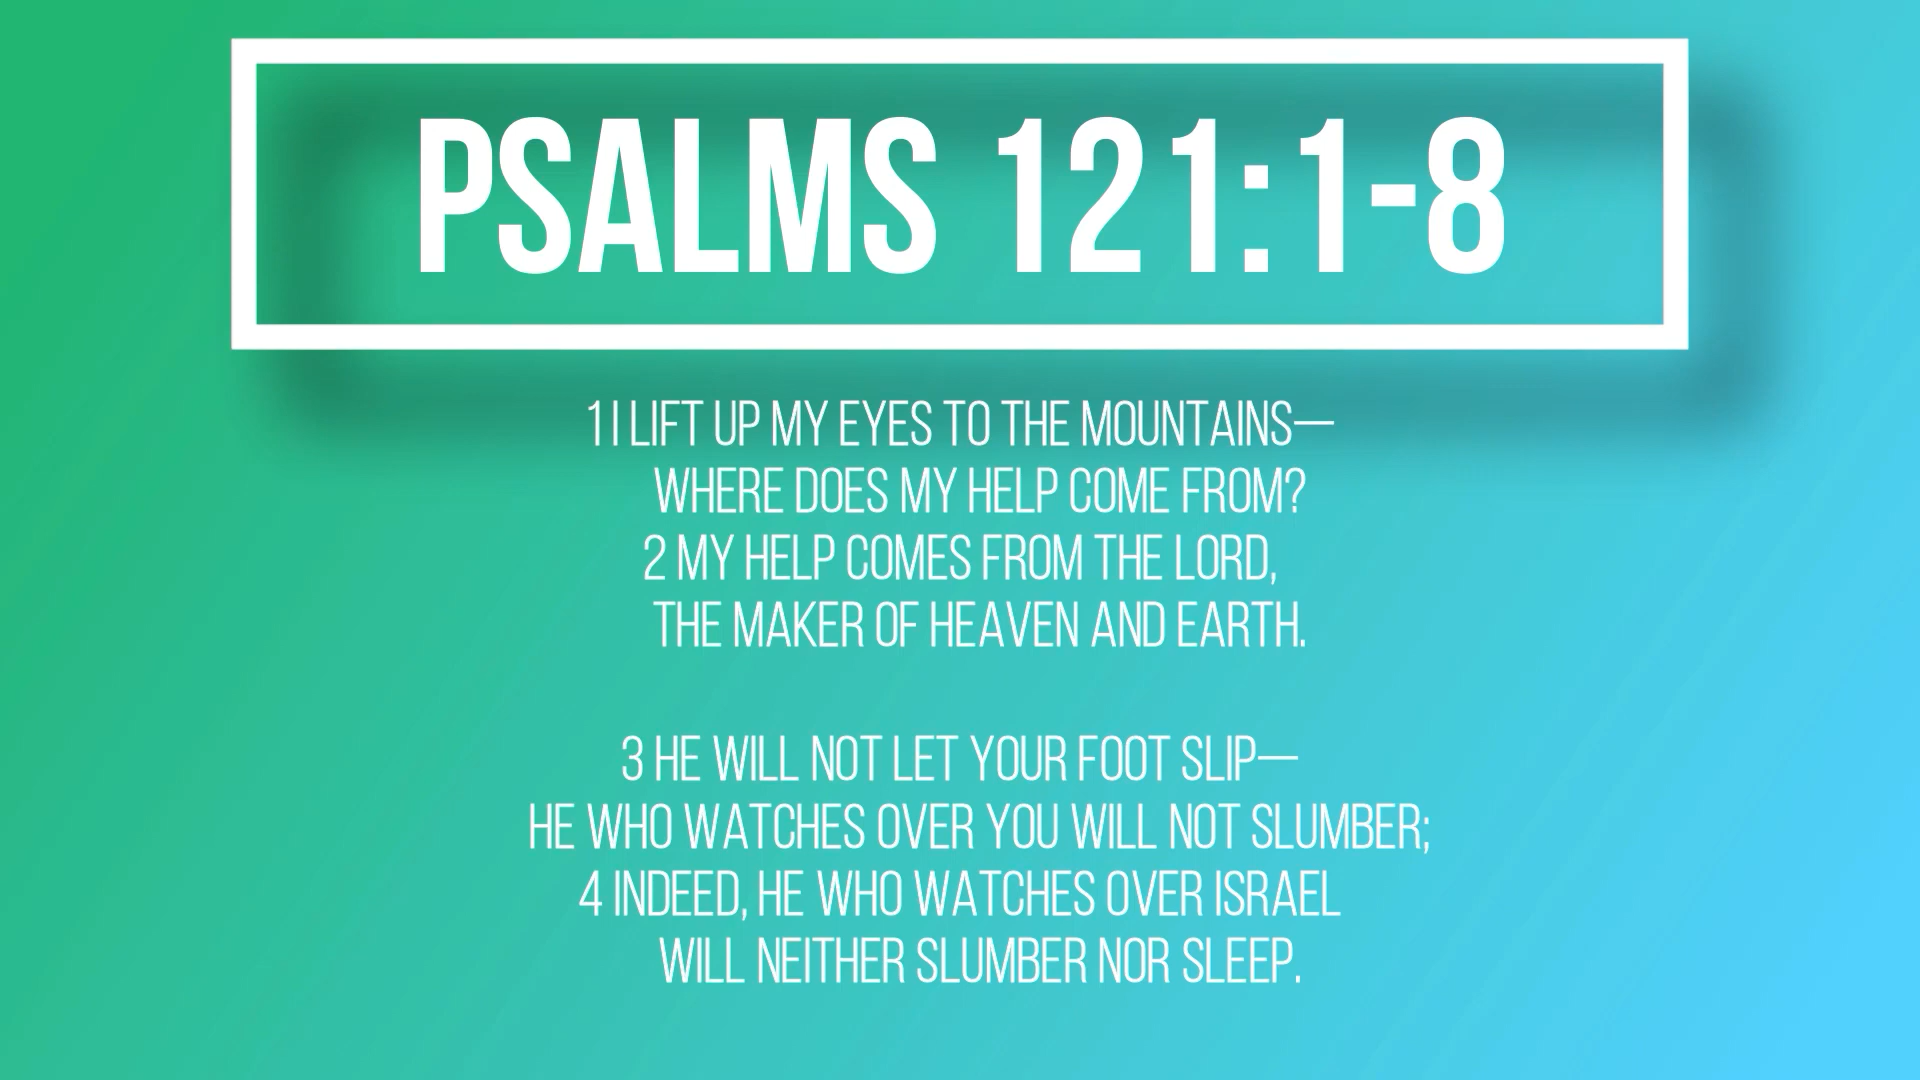 PSALMS 121:1-8
1 I LIFT UP MY EYES TO THE MOUNTAINS—
WHERE DOES MY HELP COME FROM?
2 MY HELP COMES FROM THE LORD,
THE MAKER OF HEAVEN AND EARTH.
3 HE WILL NOT LET YOUR FOOT SLIP—
HE WHO WATCHES OVER YOU WILL NOT SLUMBER;
4 INDEED, HE WHO WATCHES OVER ISRAEL
WILL NEITHER SLUMBER NOR SLEEP.